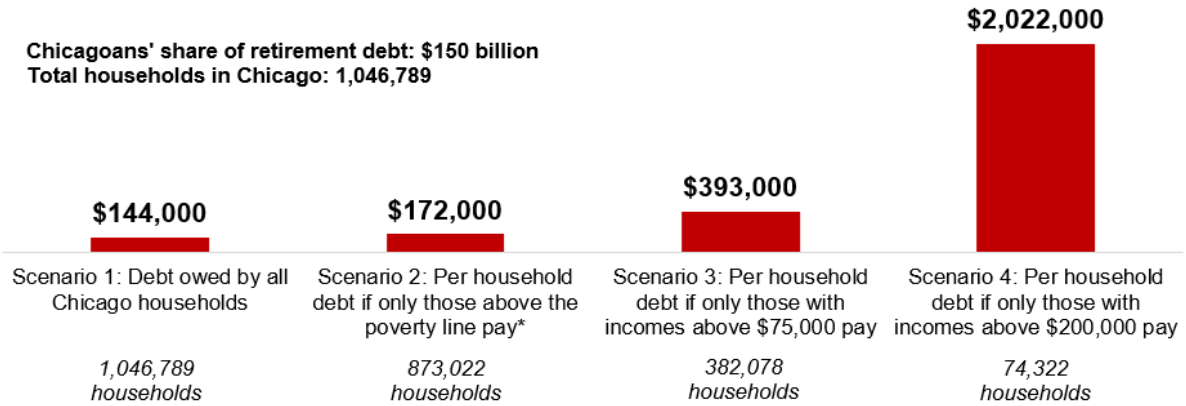 Chicagoans' share of retirement debt: $150 billion
Total households in Chicago: 1,046,789
$144,000
$172,000
$393,000
$2,022,000
Scenario 1: Debt owed by all
Chicago households
1,046,789
households
Scenario 2: Per household
debt if only those above the
poverty line pay*
873,022
households
Scenario 3: Per household
debt if only those with
incomes above $75,000 pay
382,078
households
Scenario 4: Per household
debt if only those with
incomes above $200,000 pay
74,322
households